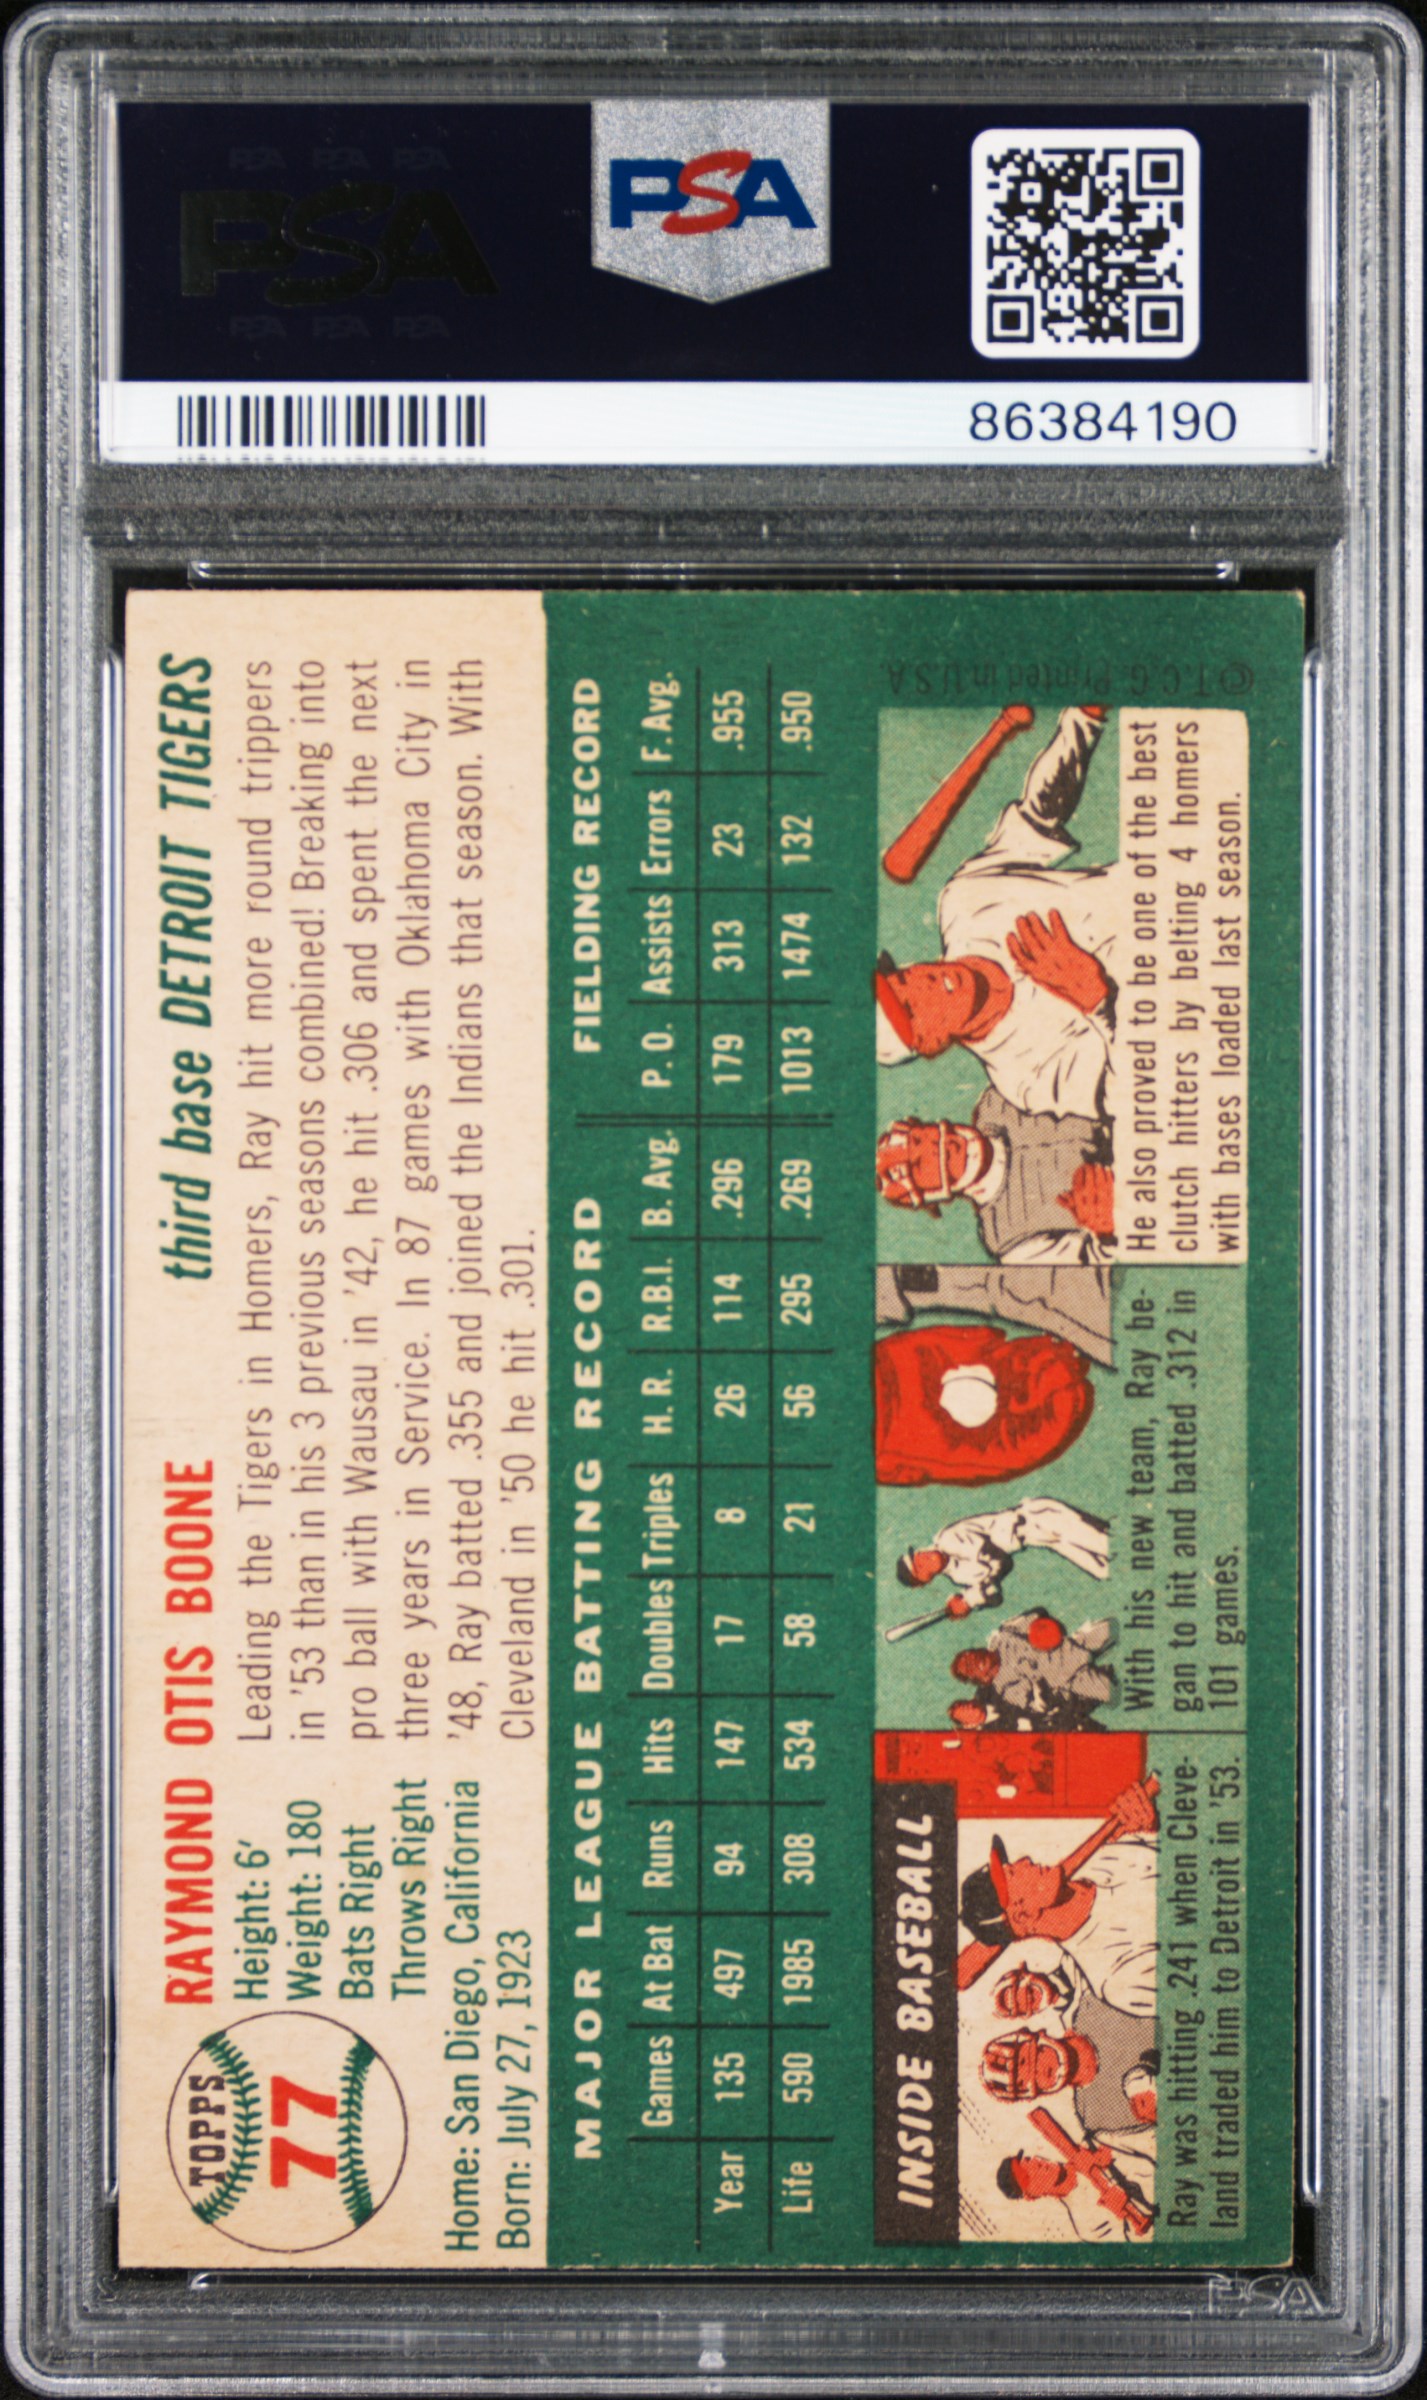 PSA PSA PSA
PSA
PSA PSA PSA
PSA
86384190
TOPPS
77
RAYMOND OTIS BOONE
third base DETROIT TIGERS
Height: 6'
Weight: 180
Bats Right
Throws Right
Home: San Diego, California
Born: July 27, 1923
Leading the Tigers in Homers, Ray hit more round trippers
in '53 than in his 3 previous seasons combined! Breaking into
pro ball with Wausau in '42, he hit .306 and spent the next
three years in Service. In 87 games with Oklahoma City in
'48, Ray batted .355 and joined the Indians that season. With
Cleveland in '50 he hit .301.
MAJOR LEAGUE BATTING RECORD FIELDING RECORD
Games At Bat Runs Hits Doubles Triples H. R. R.B.I. B. Avg. P. O. Assists Errors F. Avg.
Year 135 497 94 147 17 8 26 114 .296 179 313 23 .955
Life 590 1985 308 534 58 21 56 295 .269 1013 1474 132 .950
INSIDE BASEBALL
Ray was hitting .241 when Cleve-
land traded him to Detroit in '53.
With his new team, Ray be-
gan to hit and batted .312 in
101 games.
He also proved to be one of the best
clutch hitters by belting 4 homers
with bases loaded last season.
©T.C.G. Printed in U.S.A.
PSA